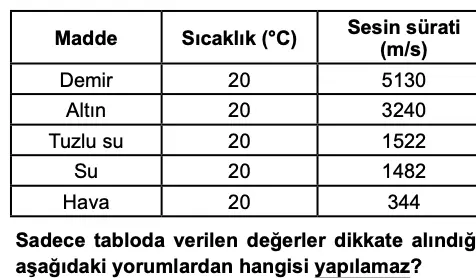 Madde Sıcaklık (°C) Sesin sürati (m/s)
Demir 20 5130
Altın 20 3240
Tuzlu su 20 1522
Su 20 1482
Hava 20 344
Sadece tabloda verilen değerler dikkate alındığ
aşağıdaki yorumlardan hangisi yapılamaz?